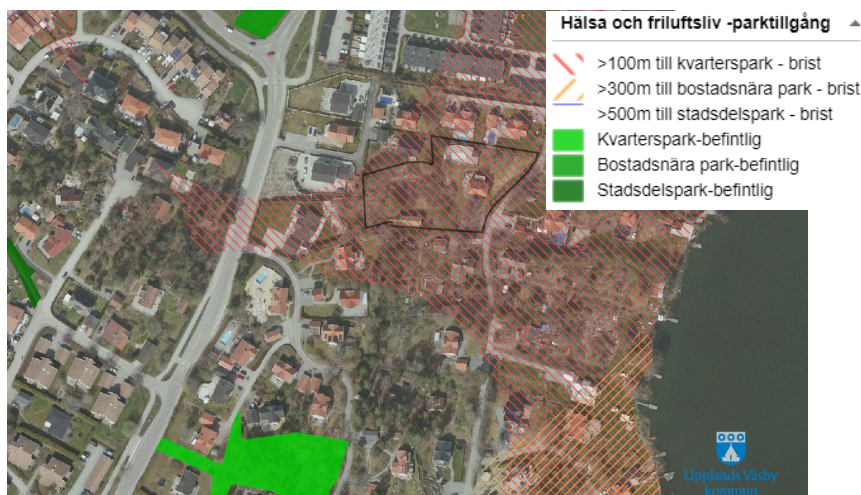 Hälsa och friluftsliv -parktillgång
>100m till kvarterspark - brist
>300m till bostadsnära park - brist
>500m till stadsdelspark - brist
Kvarterspark-befintlig
Bostadsnära park-befintlig
Stadsdelspark-befintlig
Upplands Väsby
kommun